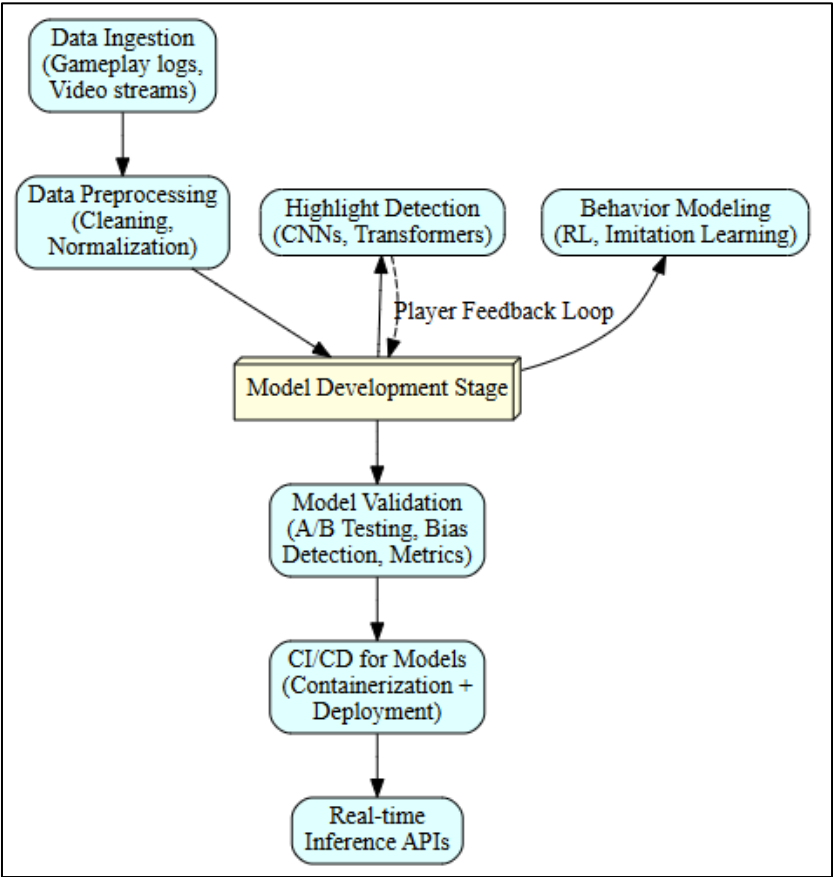 Data Ingestion
(Gameplay logs,
Video streams)
Data Preprocessing
(Cleaning,
Normalization)
Highlight Detection
(CNNs, Transformers)
Behavior Modeling
(RL, Imitation Learning)
Player Feedback Loop
Model Development Stage
Model Validation
(A/B Testing, Bias
Detection, Metrics)
CI/CD for Models
(Containerization +
Deployment)
Real-time
Inference APIs